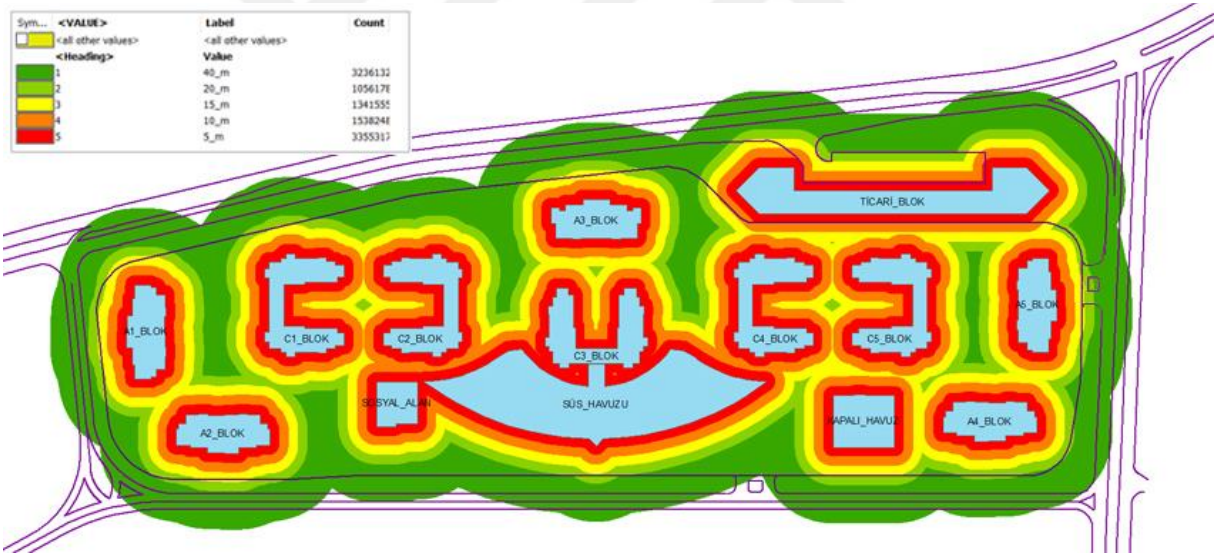 Sym... <VALUE> Label Count
<all other values> <all other values>
<Heading> Value
1 40_m 3236132
2 20_m 1056178
3 15_m 1341555
4 10_m 1538248
5 5_m 3355317
TİCARİ_BLOK
A3_BLOK
A1_BLOK
A5_BLOK
C1_BLOK
C2_BLOK
C3_BLOK
C4_BLOK
C5_BLOK
SOSYAL_ALAN
SÜS_HAVUZU
KAPALI_HAVUZ
A2_BLOK
A4_BLOK